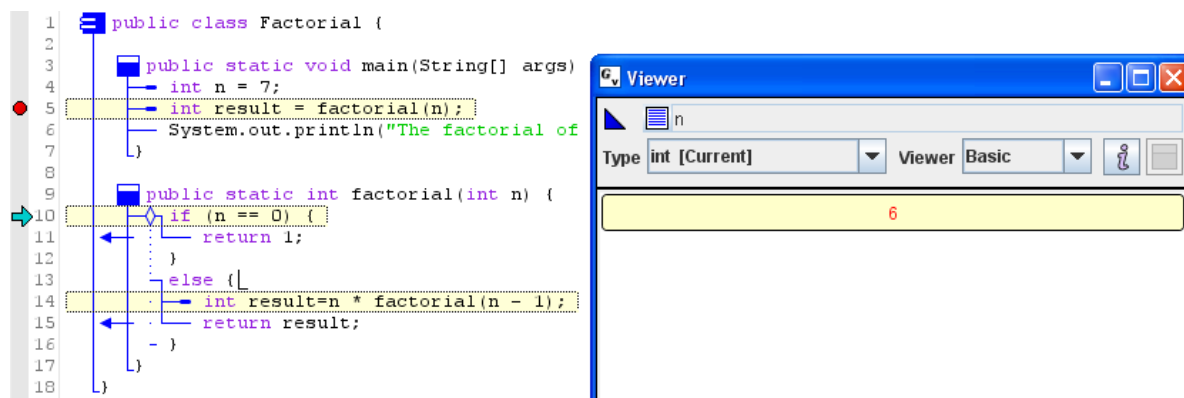 1 public class Factorial {
2
3 public static void main(String[] args)
4 int n = 7;
5 int result = factorial(n);
6 System.out.println("The factorial of
7 }
8
9 public static int factorial(int n) {
10 if (n == 0) {
11 return 1;
12 }
13 else {
14 int result=n * factorial(n - 1);
15 return result;
16 }
17 }
18 }
Viewer
n
Type int [Current] Viewer Basic i
6